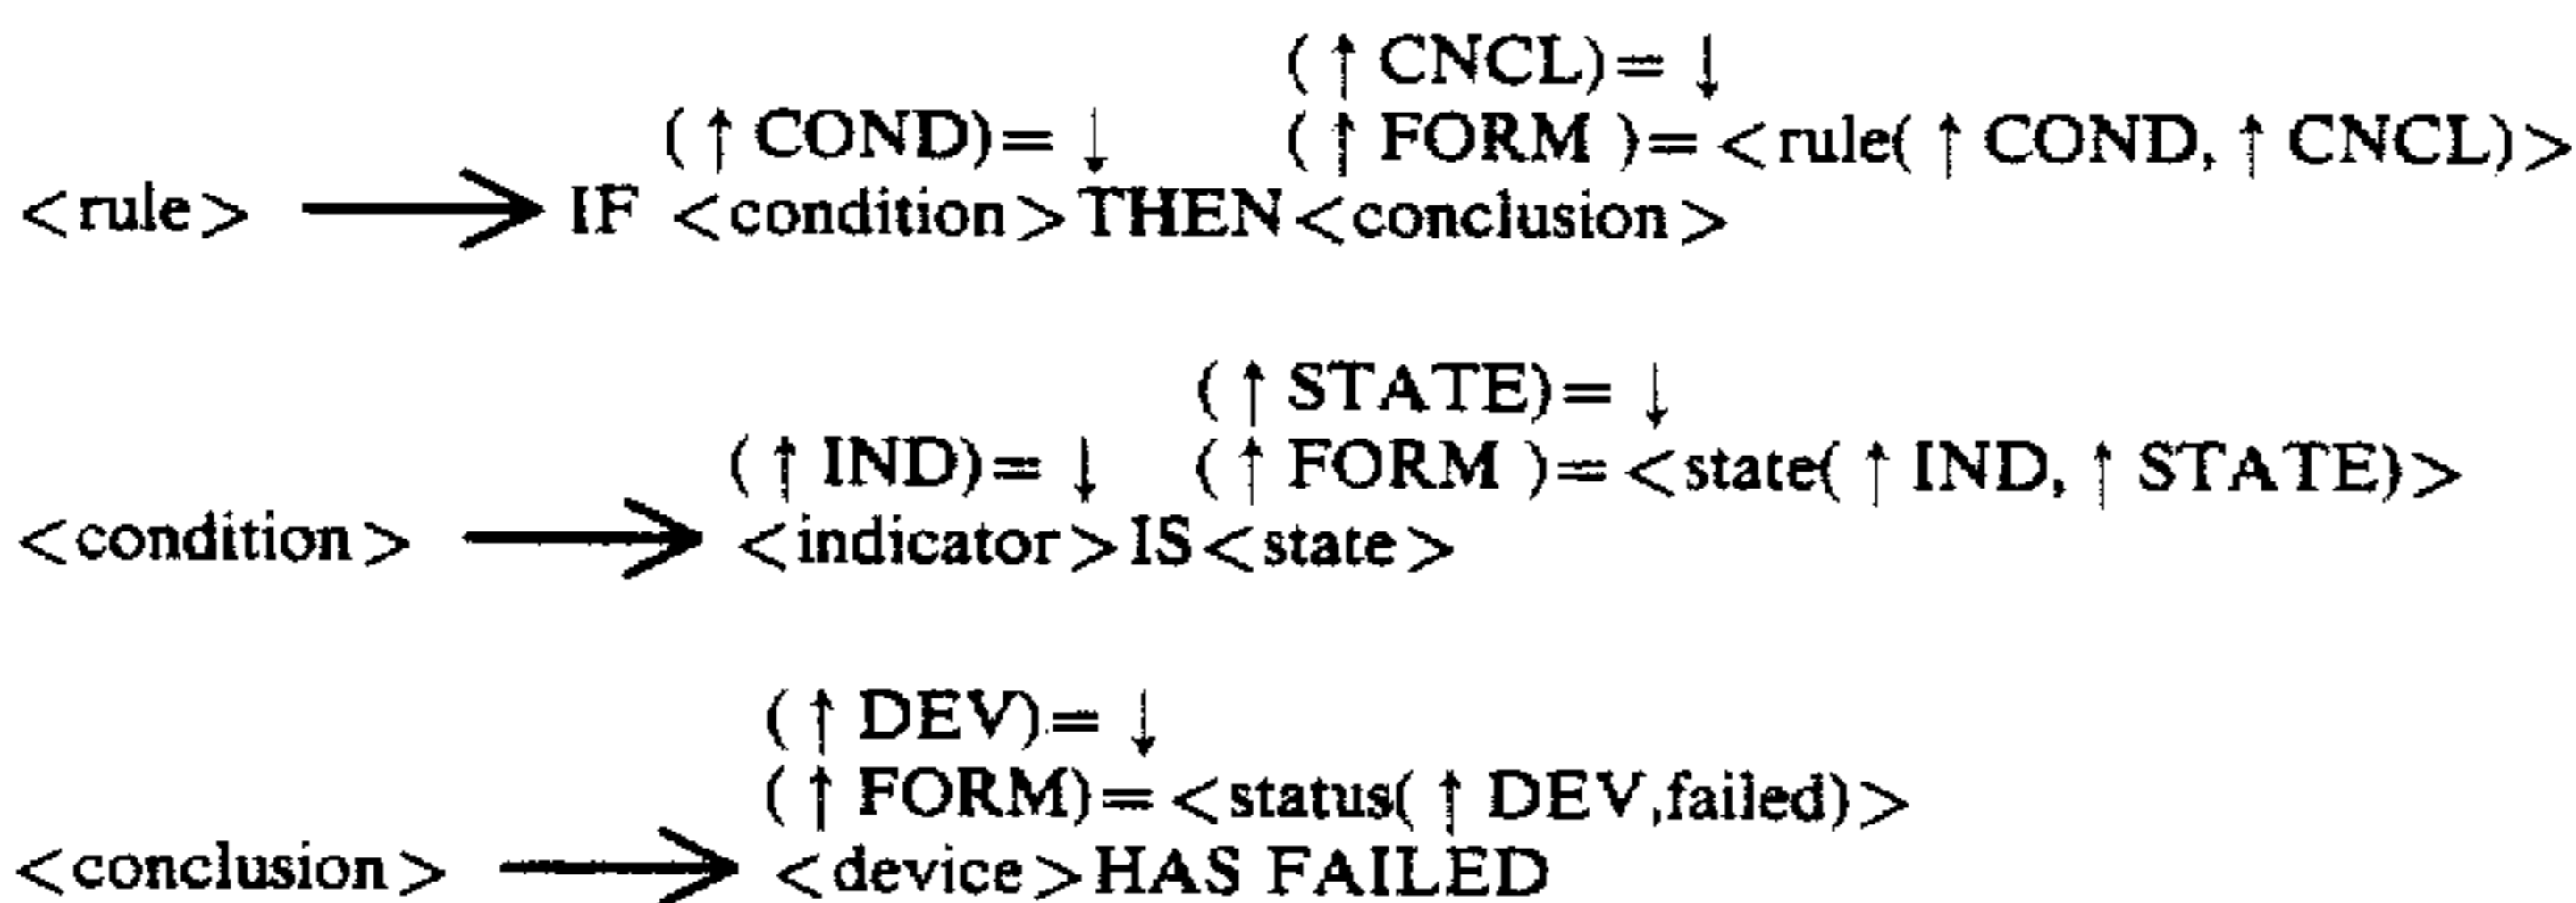 (↑ CNCL)= ↓
(↑ COND)= ↓ (↑ FORM )= <rule( ↑ COND, ↑ CNCL)>
<rule> ⟶ IF <condition> THEN <conclusion>
(↑ STATE)= ↓
(↑ IND)= ↓ (↑ FORM )= <state( ↑ IND, ↑ STATE)>
<condition> ⟶ <indicator> IS <state>
(↑ DEV)= ↓
(↑ FORM)= <status( ↑ DEV,failed)>
<conclusion> ⟶ <device> HAS FAILED